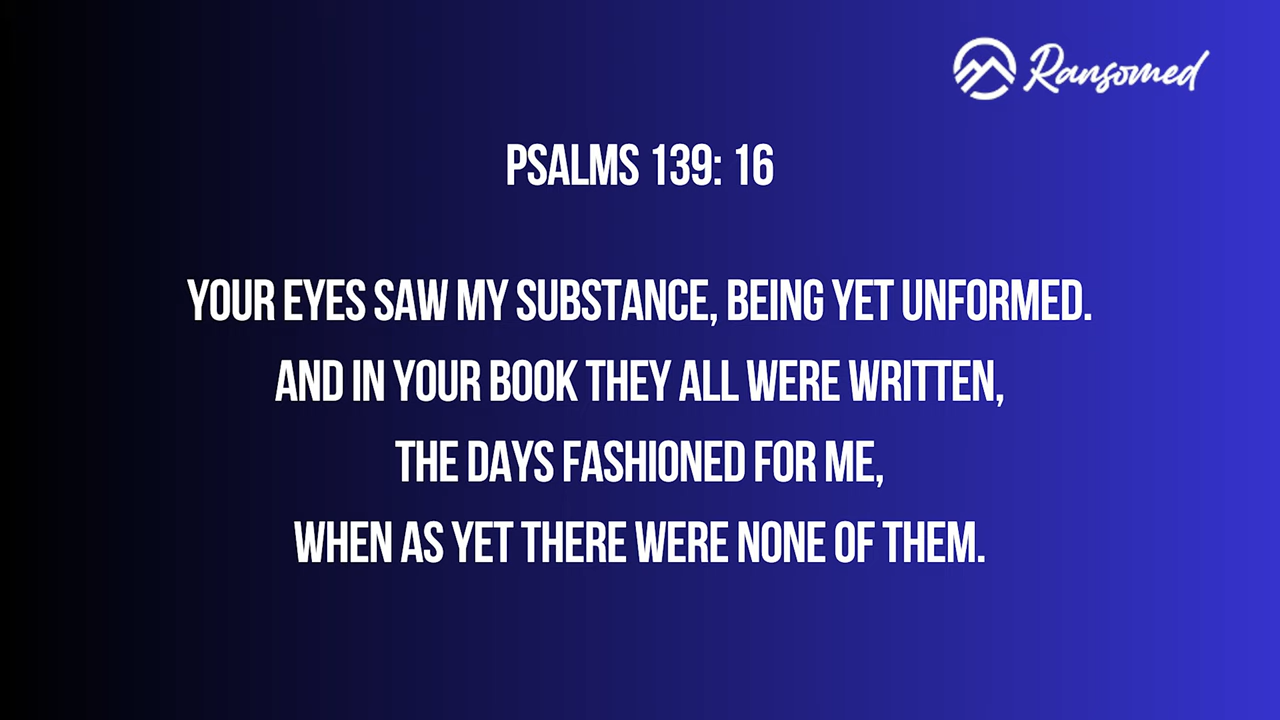 Ransomed
PSALMS 139: 16
YOUR EYES SAW MY SUBSTANCE, BEING YET UNFORMED.
AND IN YOUR BOOK THEY ALL WERE WRITTEN,
THE DAYS FASHIONED FOR ME,
WHEN AS YET THERE WERE NONE OF THEM.